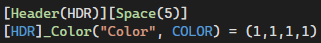 [Header(HDR)][Space(5)]
[HDR]_Color("Color", COLOR) = (1,1,1,1)